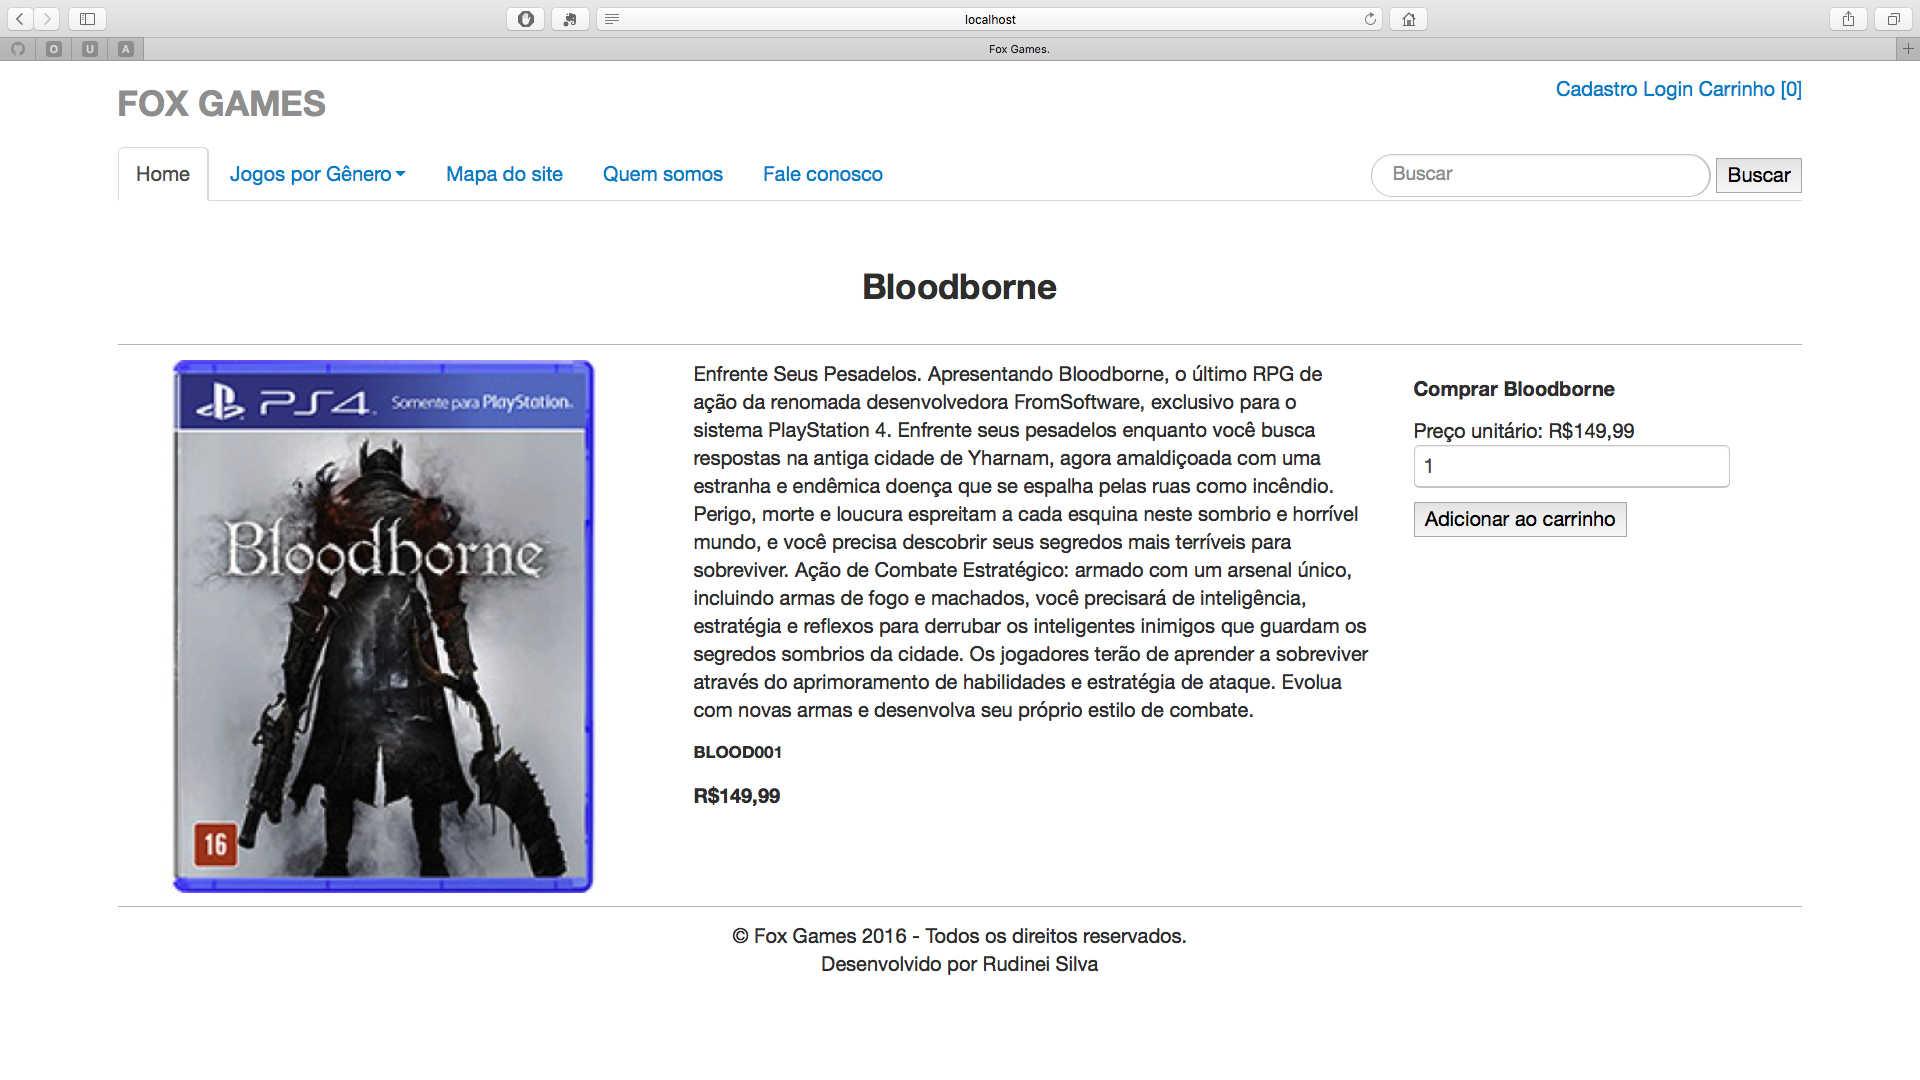 localhost
O U A
Fox Games.
FOX GAMES
Cadastro Login Carrinho [0]
Home Jogos por Gênero Mapa do site Quem somos Fale conosco
Buscar Buscar
Bloodborne
PS4 Somente para PlayStation.
Bloodborne
16
Enfrente Seus Pesadelos. Apresentando Bloodborne, o último RPG de
ação da renomada desenvolvedora FromSoftware, exclusivo para o
sistema PlayStation 4. Enfrente seus pesadelos enquanto você busca
respostas na antiga cidade de Yharnam, agora amaldiçoada com uma
estranha e endêmica doença que se espalha pelas ruas como incêndio.
Perigo, morte e loucura espreitam a cada esquina neste sombrio e horrível
mundo, e você precisa descobrir seus segredos mais terríveis para
sobreviver. Ação de Combate Estratégico: armado com um arsenal único,
incluindo armas de fogo e machados, você precisará de inteligência,
estratégia e reflexos para derrubar os inteligentes inimigos que guardam os
segredos sombrios da cidade. Os jogadores terão de aprender a sobreviver
através do aprimoramento de habilidades e estratégia de ataque. Evolua
com novas armas e desenvolva seu próprio estilo de combate.
BLOOD001
R$149,99
Comprar Bloodborne
Preço unitário: R$149,99
1
Adicionar ao carrinho
© Fox Games 2016 - Todos os direitos reservados.
Desenvolvido por Rudinei Silva